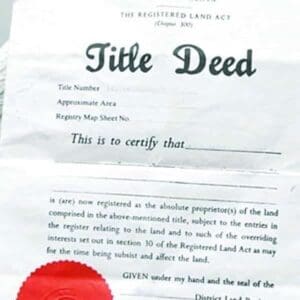 THE REGISTERED LAND ACT
(Chapter 300)
Title Deed
Title Number
Approximate Area
Registry Map Sheet No.
This is to certify that
is (are) now registered as the absolute proprietor(s) of the land
comprised in the above-mentioned title, subject to the entries in
the register relating to the land and to such of the overriding
interests set out in section 30 of the Registered Land Act as may
for the time being subsist and affect the land.
GIVEN under my hand and the seal of the
District Land